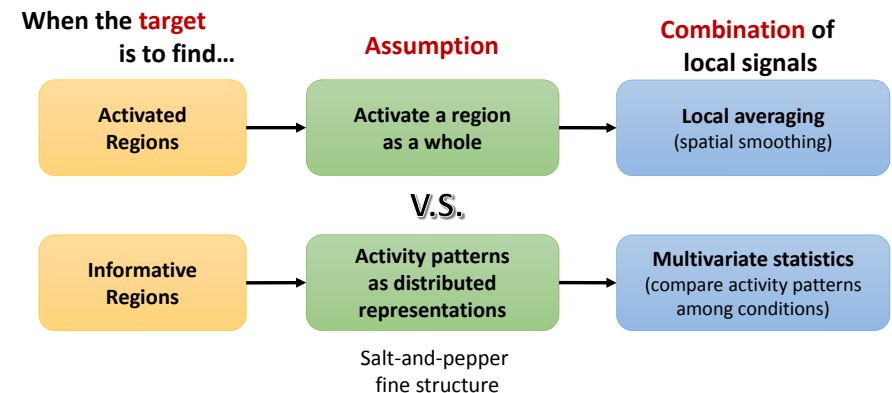 When the target
is to find…
Assumption
Combination of
local signals
Activated
Regions
Activate a region
as a whole
Local averaging
(spatial smoothing)
V.S.
Informative
Regions
Activity patterns
as distributed
representations
Multivariate statistics
(compare activity patterns
among conditions)
Salt-and-pepper
fine structure